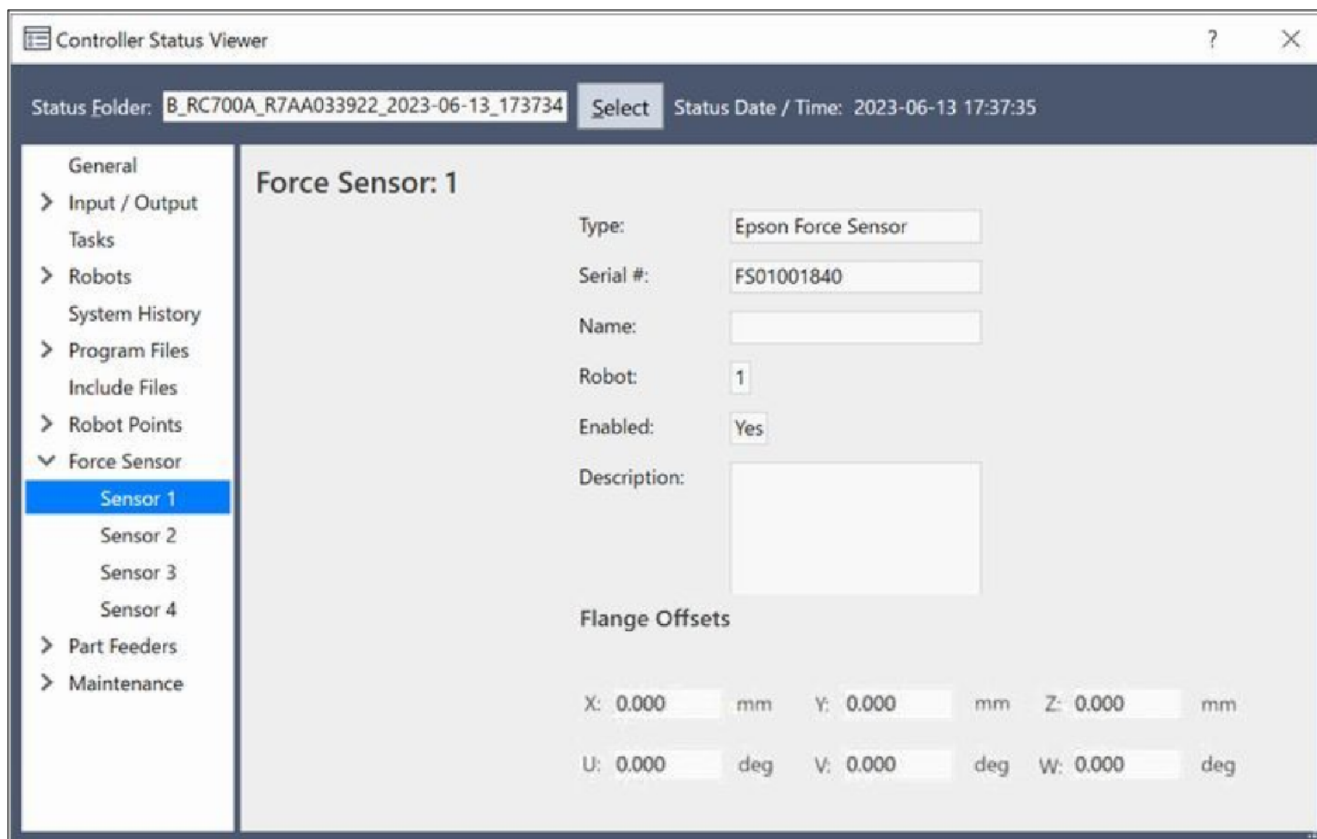 Controller Status Viewer ? ×
Status Folder: B_RC700A_R7AA033922_2023-06-13_173734 Select Status Date / Time: 2023-06-13 17:37:35
General
Input / Output
Tasks
Robots
System History
Program Files
Include Files
Robot Points
Force Sensor
Sensor 1
Sensor 2
Sensor 3
Sensor 4
Part Feeders
Maintenance
Force Sensor: 1
Type: Epson Force Sensor
Serial #: FS01001840
Name:
Robot: 1
Enabled: Yes
Description:
Flange Offsets
X: 0.000 mm Y: 0.000 mm Z: 0.000 mm
U: 0.000 deg V: 0.000 deg W: 0.000 deg